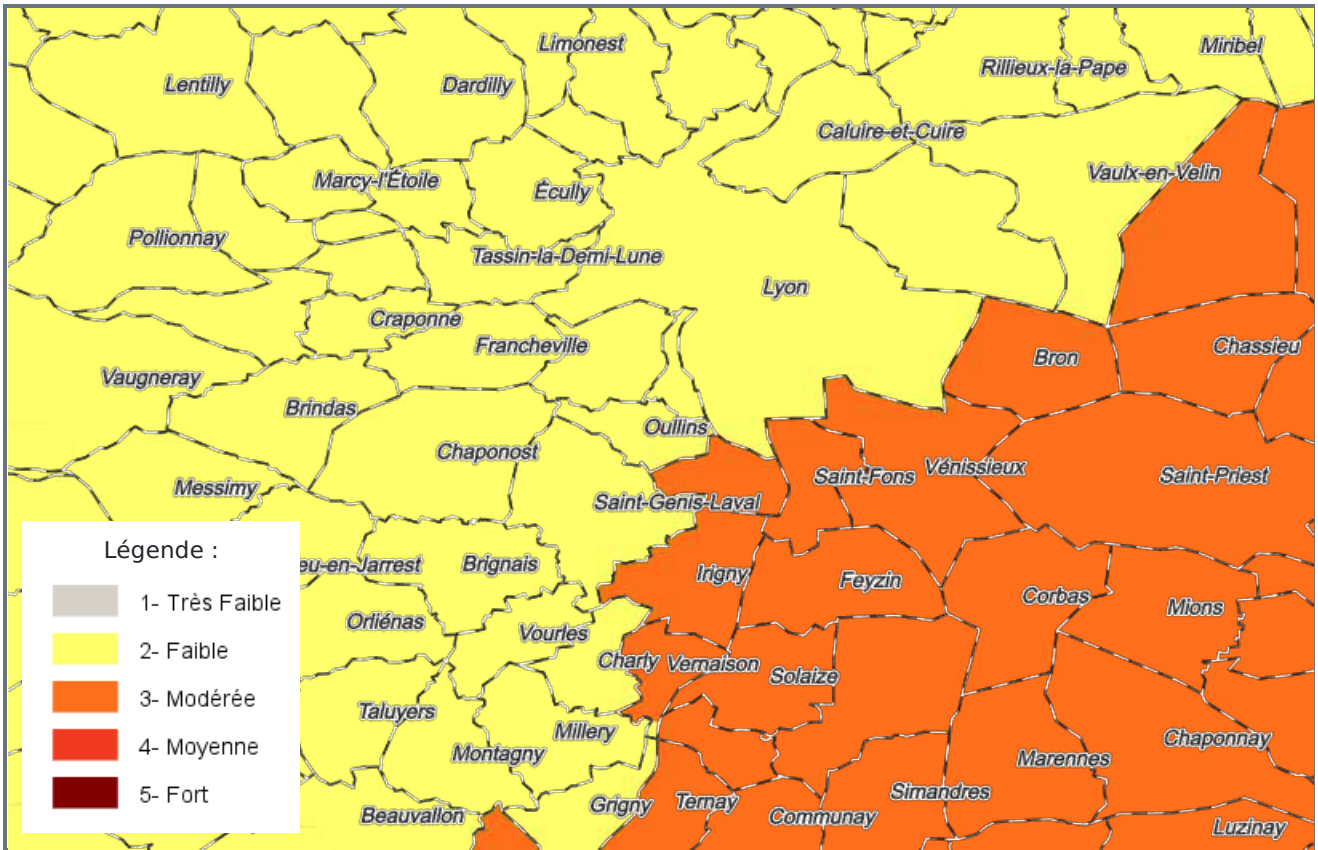 Limonest
Miribel
Rillieux-la-Pape
Lentilly
Dardilly
Caluire-et-Cuire
Vaulx-en-Velin
Marcy-l'Étoile
Écully
Pollionnay
Tassin-la-Demi-Lune
Lyon
Craponne
Francheville
Bron
Chassieu
Vaugneray
Brindas
Oullins
Chaponost
Saint-Fons
Vénissieux
Saint-Priest
Messimy
Saint-Genis-Laval
eu-en-Jarrest
Brignais
Irigny
Feyzin
Corbas
Mions
Orliénas
Vourles
Charly
Vernaison
Solaize
Taluyers
Millery
Montagny
Chaponnay
Marennes
Simandres
Grigny
Ternay
Communay
Beauvallon
Luzinay
Légende :
1- Très Faible
2- Faible
3- Modérée
4- Moyenne
5- Fort